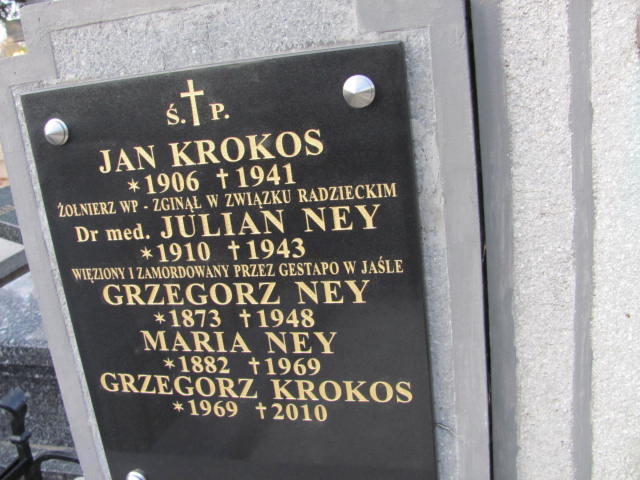 Ś. † P.
JAN KROKOS
* 1906 † 1941
ŻOŁNIERZ WP - ZGINĄŁ W ZWIĄZKU RADZIECKIM
Dr med. JULIAN NEY
* 1910 † 1943
WIĘZIONY I ZAMORDOWANY PRZEZ GESTAPO W JAŚLE
GRZEGORZ NEY
* 1873 † 1948
MARIA NEY
* 1882 † 1969
GRZEGORZ KROKOS
* 1969 † 2010